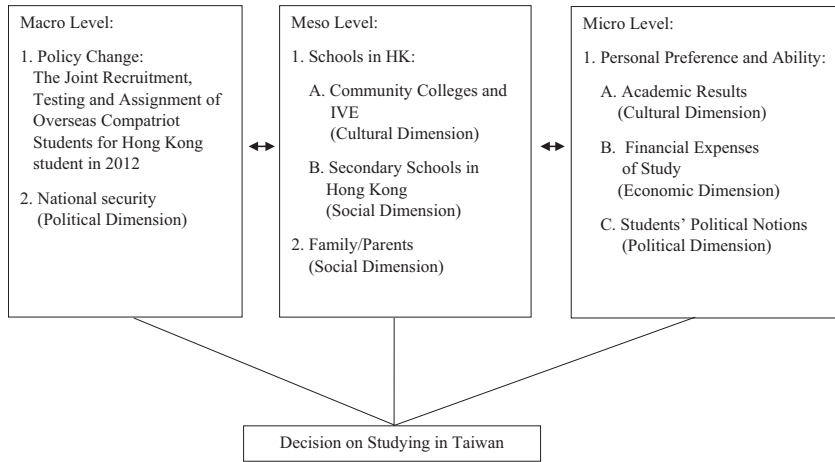 Macro Level:
1. Policy Change:
The Joint Recruitment,
Testing and Assignment of
Overseas Compatriot
Students for Hong Kong
student in 2012
2. National security
(Political Dimension)
Meso Level:
1. Schools in HK:
A. Community Colleges and
IVE
(Cultural Dimension)
B. Secondary Schools in
Hong Kong
(Social Dimension)
2. Family/Parents
(Social Dimension)
Micro Level:
1. Personal Preference and Ability:
A. Academic Results
(Cultural Dimension)
B. Financial Expenses
of Study
(Economic Dimension)
C. Students’ Political Notions
(Political Dimension)
Decision on Studying in Taiwan